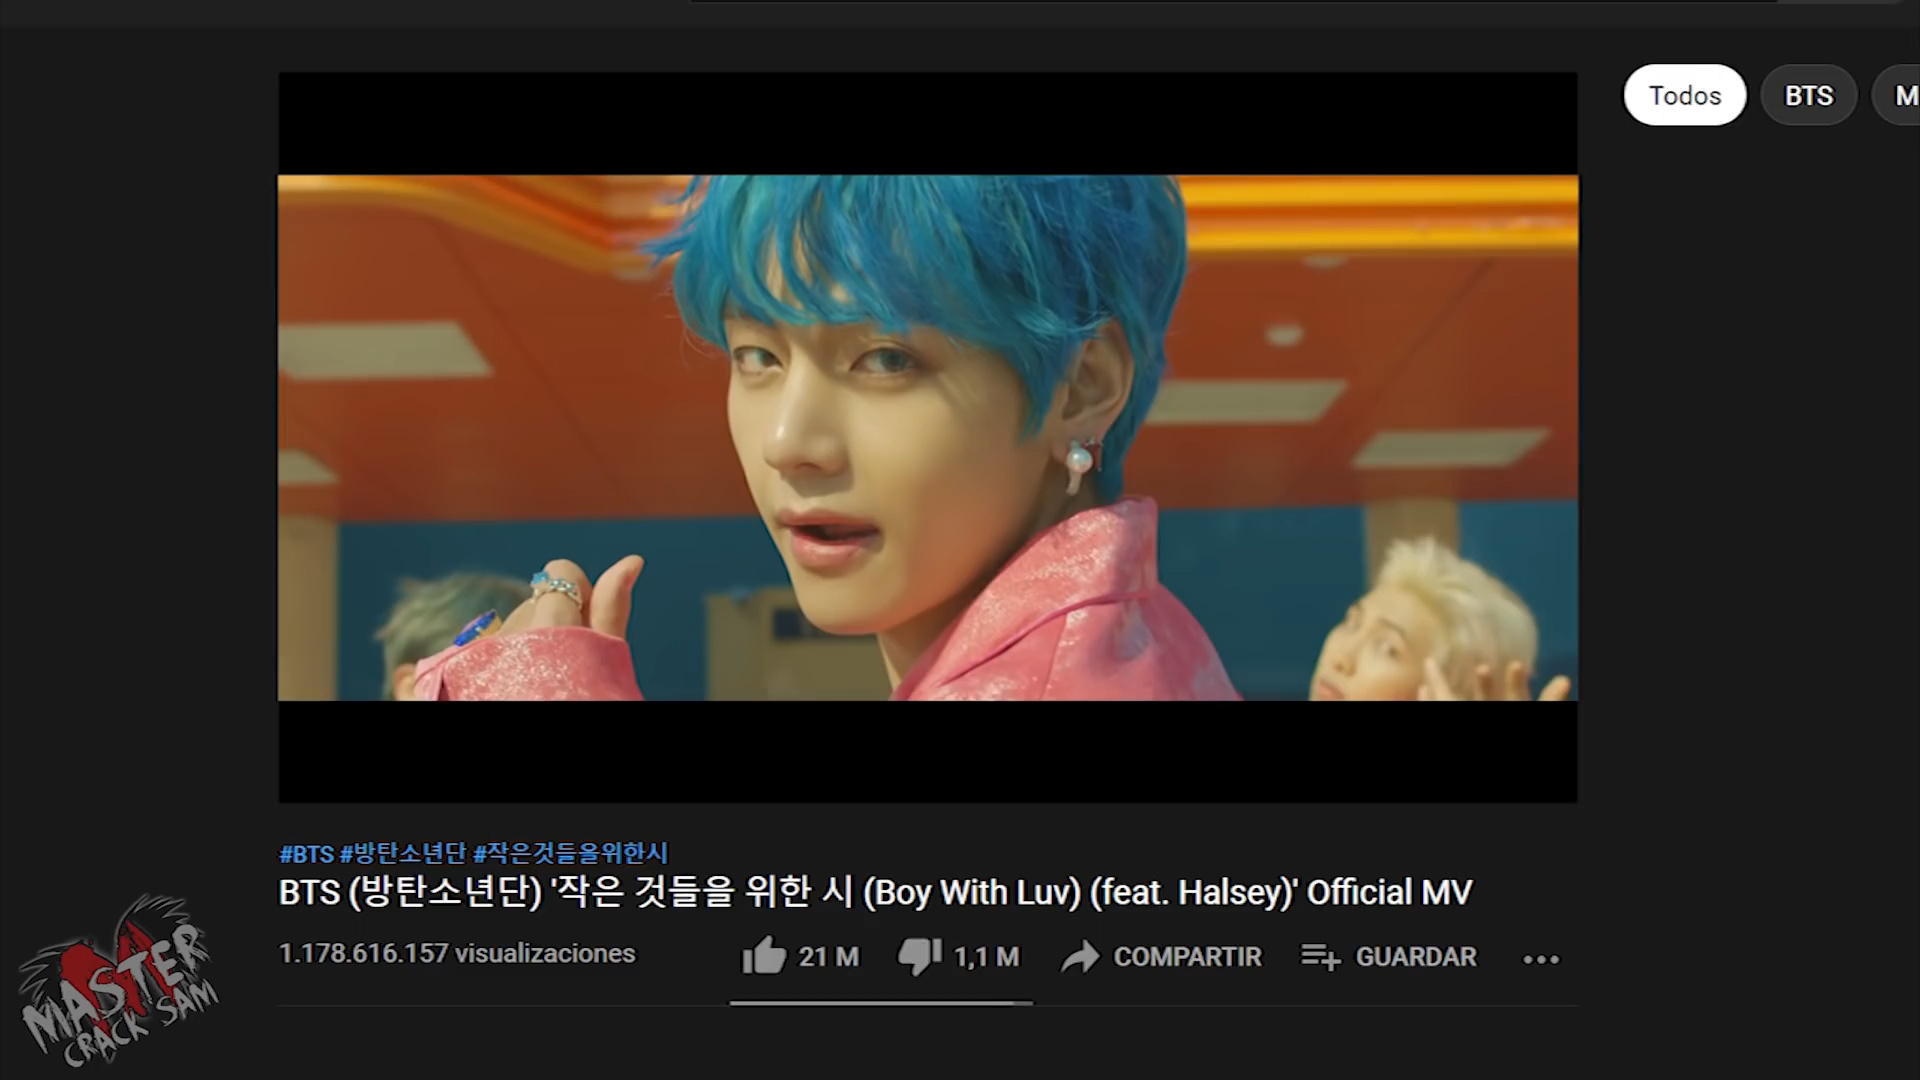 Todos
BTS
M
#BTS #방탄소년단 #작은것들을위한시
BTS (방탄소년단) '작은 것들을 위한 시 (Boy With Luv) (feat. Halsey)' Official MV
1.178.616.157 visualizaciones
21 M
1,1 M
COMPARTIR
GUARDAR
MASTER
CRACK SAM